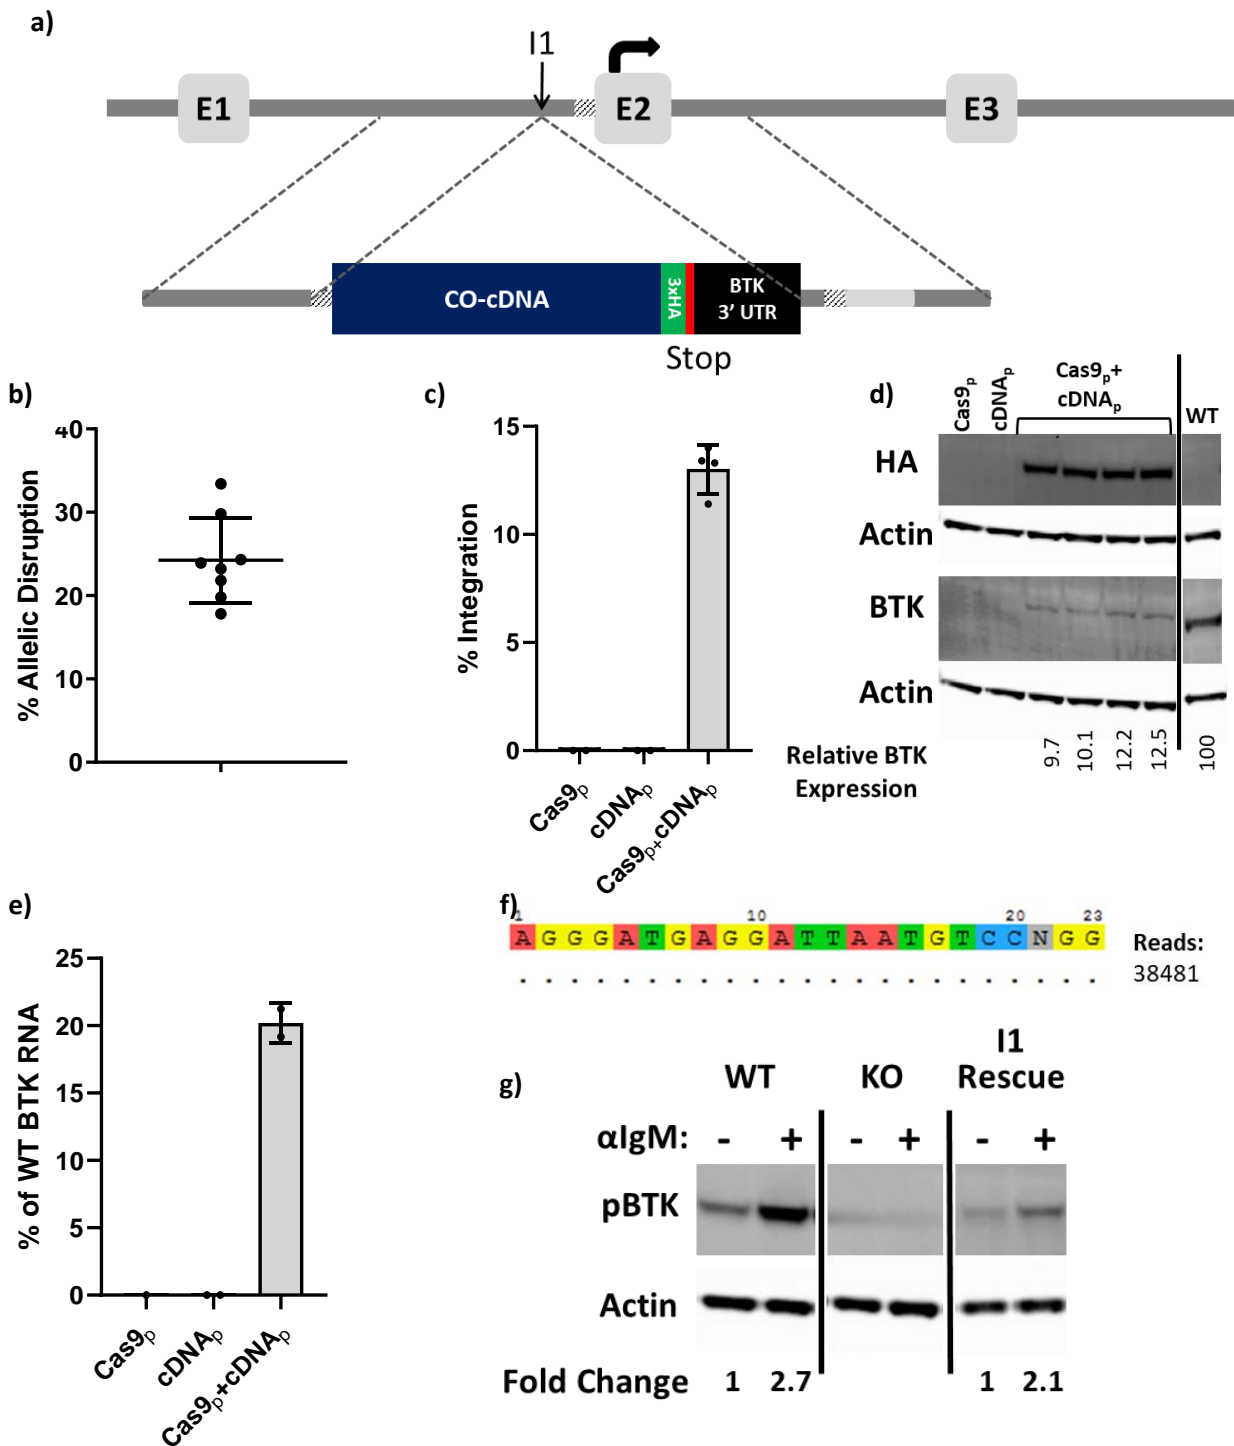 a)
I1
E1
E2
E3
CO-cDNA
3xHA
BTK
3’ UTR
Stop
b)
% Allelic Disruption
40
30
20
10
0
c)
% Integration
15
10
5
0
Cas9p
cDNAp
Cas9p+cDNAp
d)
Cas9p
cDNAp
Cas9p+
cDNAp
WT
HA
Actin
BTK
Actin
Relative BTK
Expression
9.7
10.1
12.2
12.5
100
e)
% of WT BTK RNA
25
20
15
10
5
0
Cas9p
cDNAp
Cas9p+cDNAp
f)
1 10 20 23
A G G G A T G A G G A T T A A T G T C C N G G
Reads:
38481
g)
WT KO I1
Rescue
αIgM: - + - + - +
pBTK
Actin
Fold Change 1 2.7 1 2.1